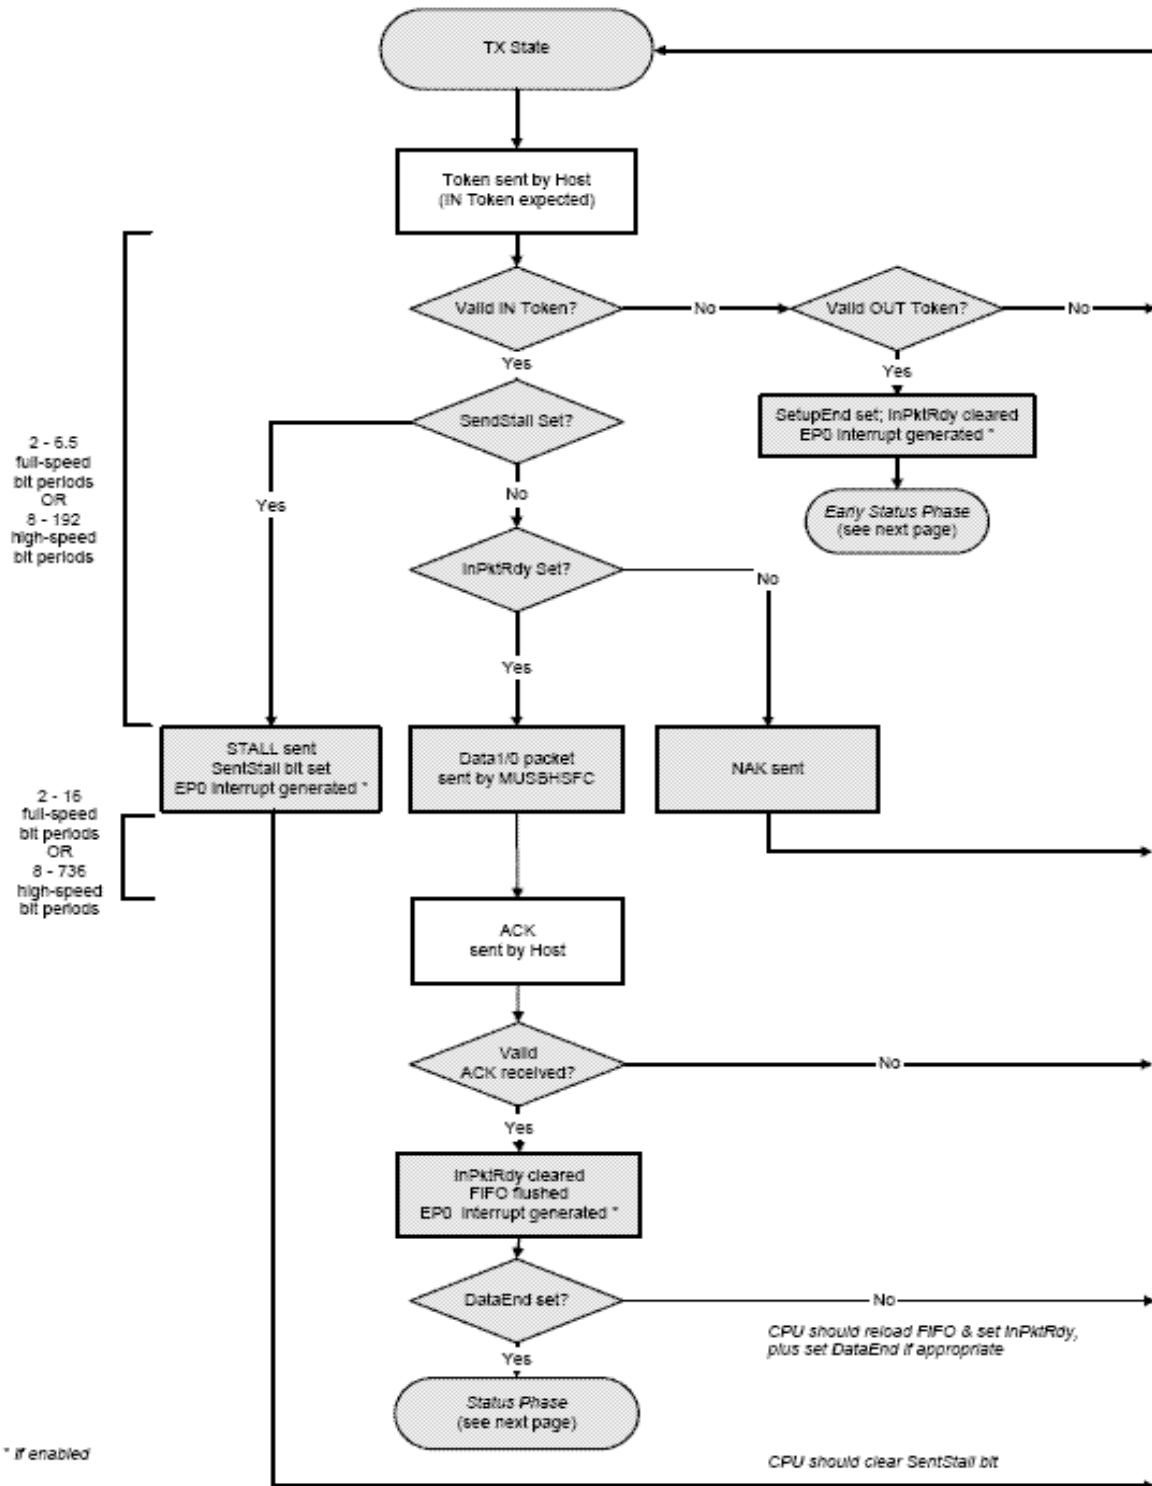 TX State
Token sent by Host
(IN Token expected)
Valid IN Token?
No
Valid OUT Token?
No
Yes
Yes
SendStall Set?
SetupEnd set; InPktRdy cleared
EP0 Interrupt generated *
2 - 6.5
full-speed
bit periods
OR
8 - 192
high-speed
bit periods
Yes
No
Early Status Phase
(see next page)
InPktRdy Set?
No
Yes
STALL sent
SentStall bit set
EP0 Interrupt generated *
Data1/0 packet
sent by MUSBHSFC
NAK sent
2 - 16
full-speed
bit periods
OR
8 - 736
high-speed
bit periods
ACK
sent by Host
Valid
ACK received?
No
Yes
InPktRdy cleared
FIFO flushed
EP0 Interrupt generated *
DataEnd set?
No
CPU should reload FIFO & set InPktRdy,
plus set DataEnd if appropriate
Yes
Status Phase
(see next page)
* If enabled
CPU should clear SentStall bit